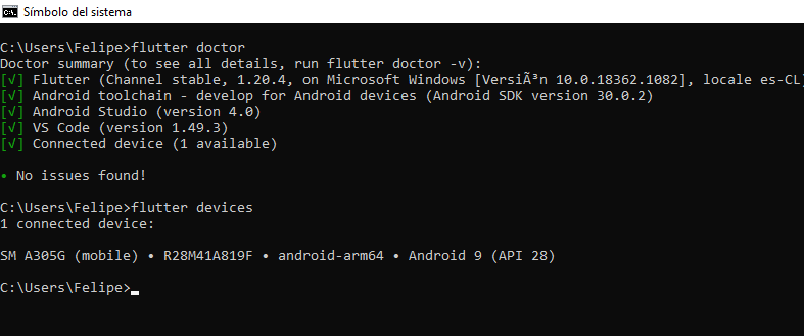 Símbolo del sistema
C:\Users\Felipe>flutter doctor
Doctor summary (to see all details, run flutter doctor -v):
[√] Flutter (Channel stable, 1.20.4, on Microsoft Windows [VersiÃ³n 10.0.18362.1082], locale es-CL)
[√] Android toolchain - develop for Android devices (Android SDK version 30.0.2)
[√] Android Studio (version 4.0)
[√] VS Code (version 1.49.3)
[√] Connected device (1 available)
• No issues found!
C:\Users\Felipe>flutter devices
1 connected device:
SM A305G (mobile) • R28M41A819F • android-arm64 • Android 9 (API 28)
C:\Users\Felipe>